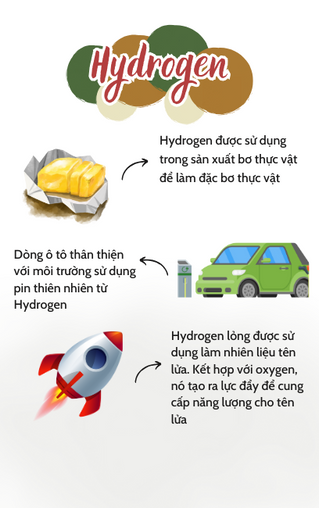 Hydrogen
Hydrogen được sử dụng
trong sản xuất bơ thực vật
để làm đặc bơ thực vật
Dòng ô tô thân thiện
với môi trường sử dụng
pin thiên nhiên từ
Hydrogen
Hydrogen lỏng được sử
dụng làm nhiên liệu tên
lửa. Kết hợp với oxygen,
nó tạo ra lực đẩy để cung
cấp năng lượng cho tên
lửa